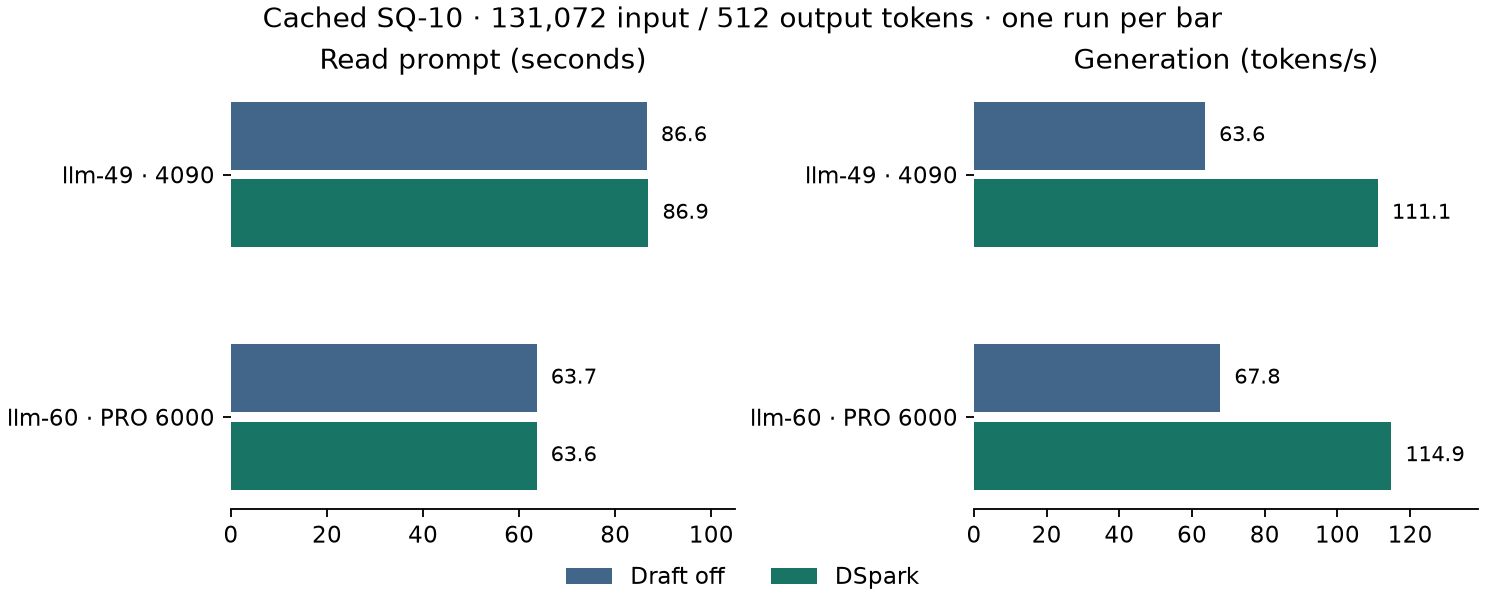 Cached SQ-10 · 131,072 input / 512 output tokens · one run per bar
Read prompt (seconds)
llm-49 · 4090
86.6
86.9
llm-60 · PRO 6000
63.7
63.6
0 20 40 60 80 100
Generation (tokens/s)
llm-49 · 4090
63.6
111.1
llm-60 · PRO 6000
67.8
114.9
0 20 40 60 80 100 120
Draft off DSpark